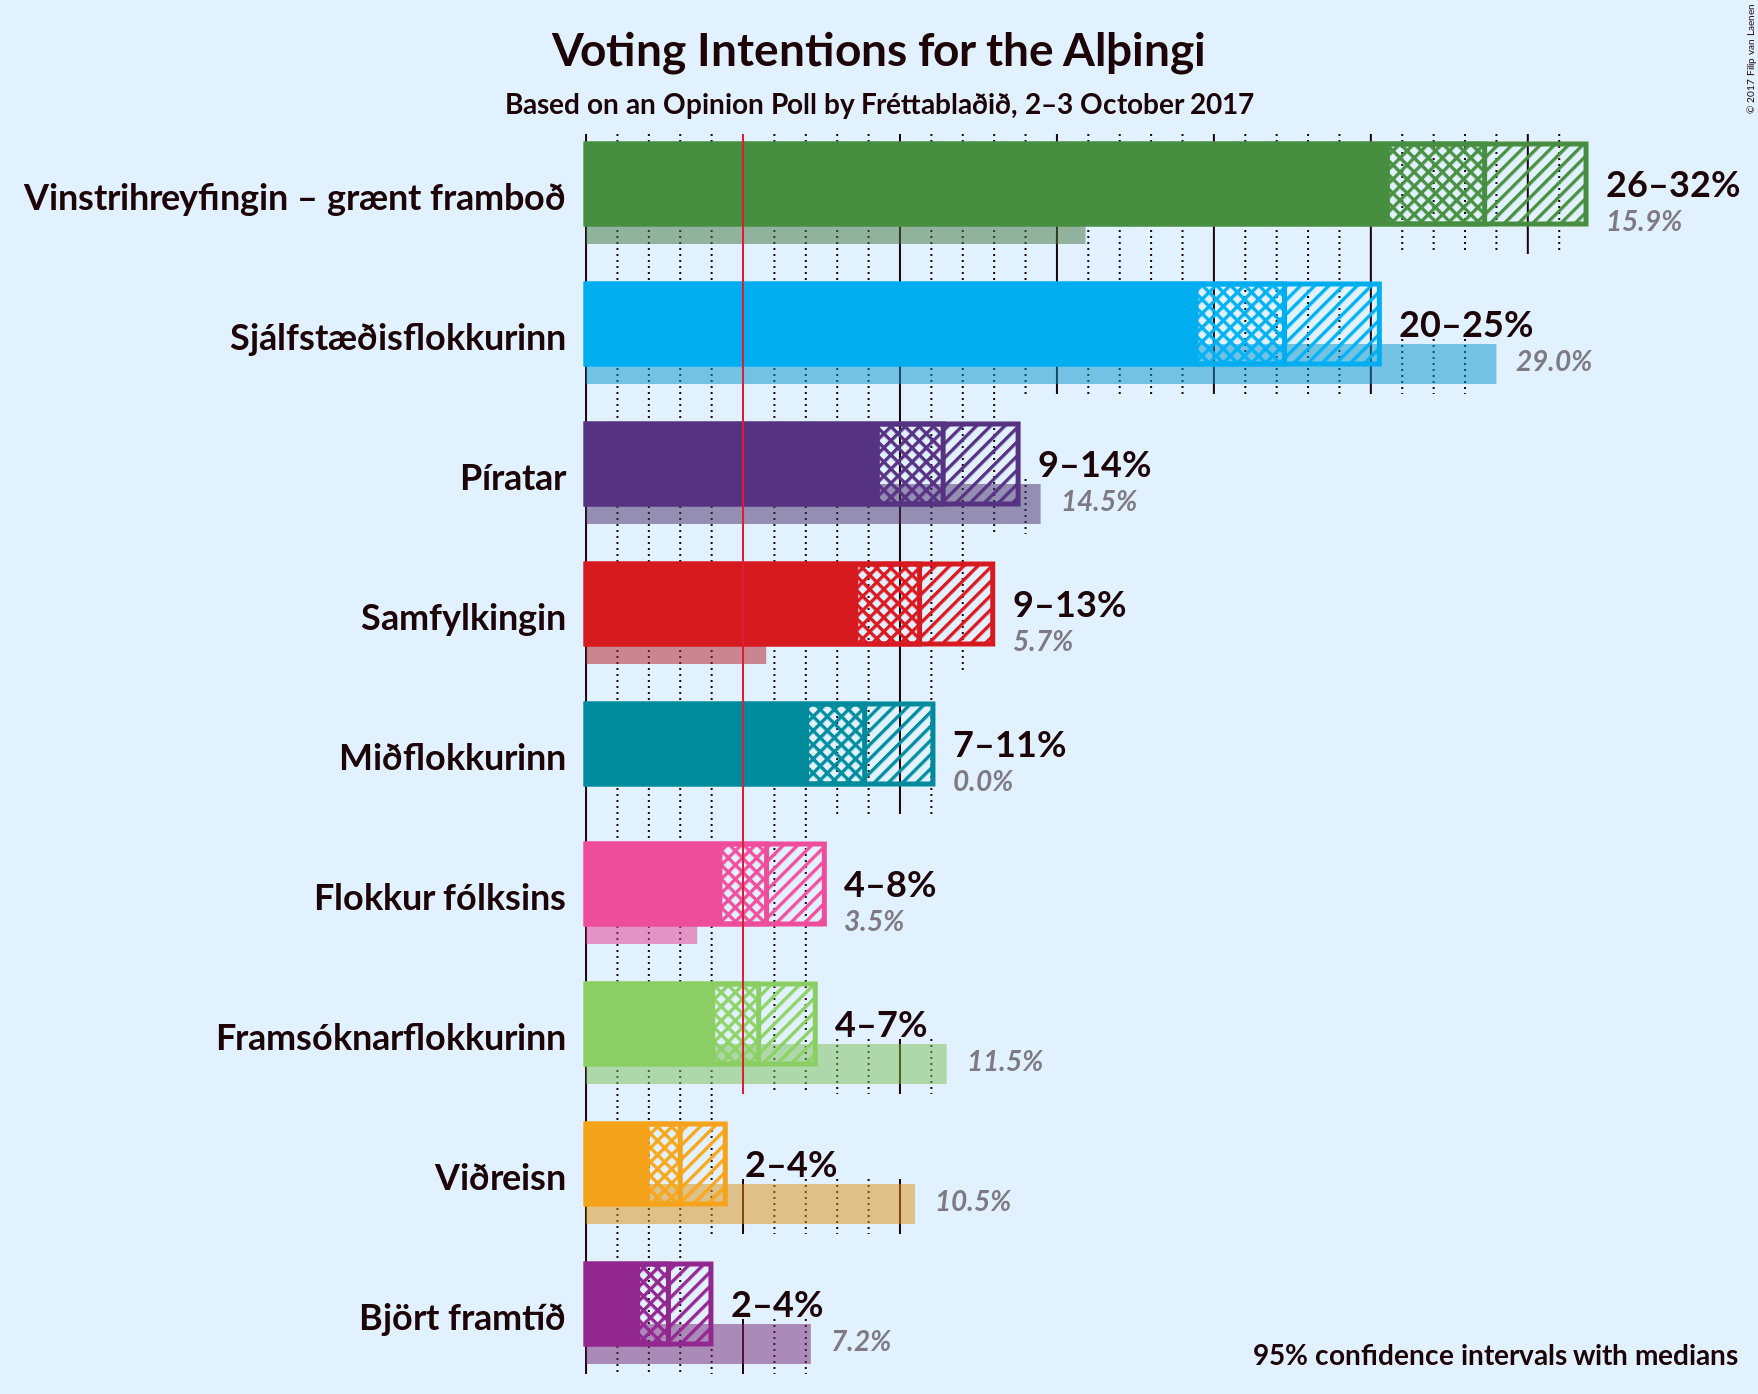 Voting Intentions for the Alþingi
Based on an Opinion Poll by Fréttablaðið, 2–3 October 2017
© 2017 Filip van Laenen
Vinstrihreyfingin – grænt framboð
26–32%
15.9%
Sjálfstæðisflokkurinn
20–25%
29.0%
Píratar
9–14%
14.5%
Samfylkingin
9–13%
5.7%
Miðflokkurinn
7–11%
0.0%
Flokkur fólksins
4–8%
3.5%
Framsóknarflokkurinn
4–7%
11.5%
Viðreisn
2–4%
10.5%
Björt framtíð
2–4%
7.2%
95% confidence intervals with medians